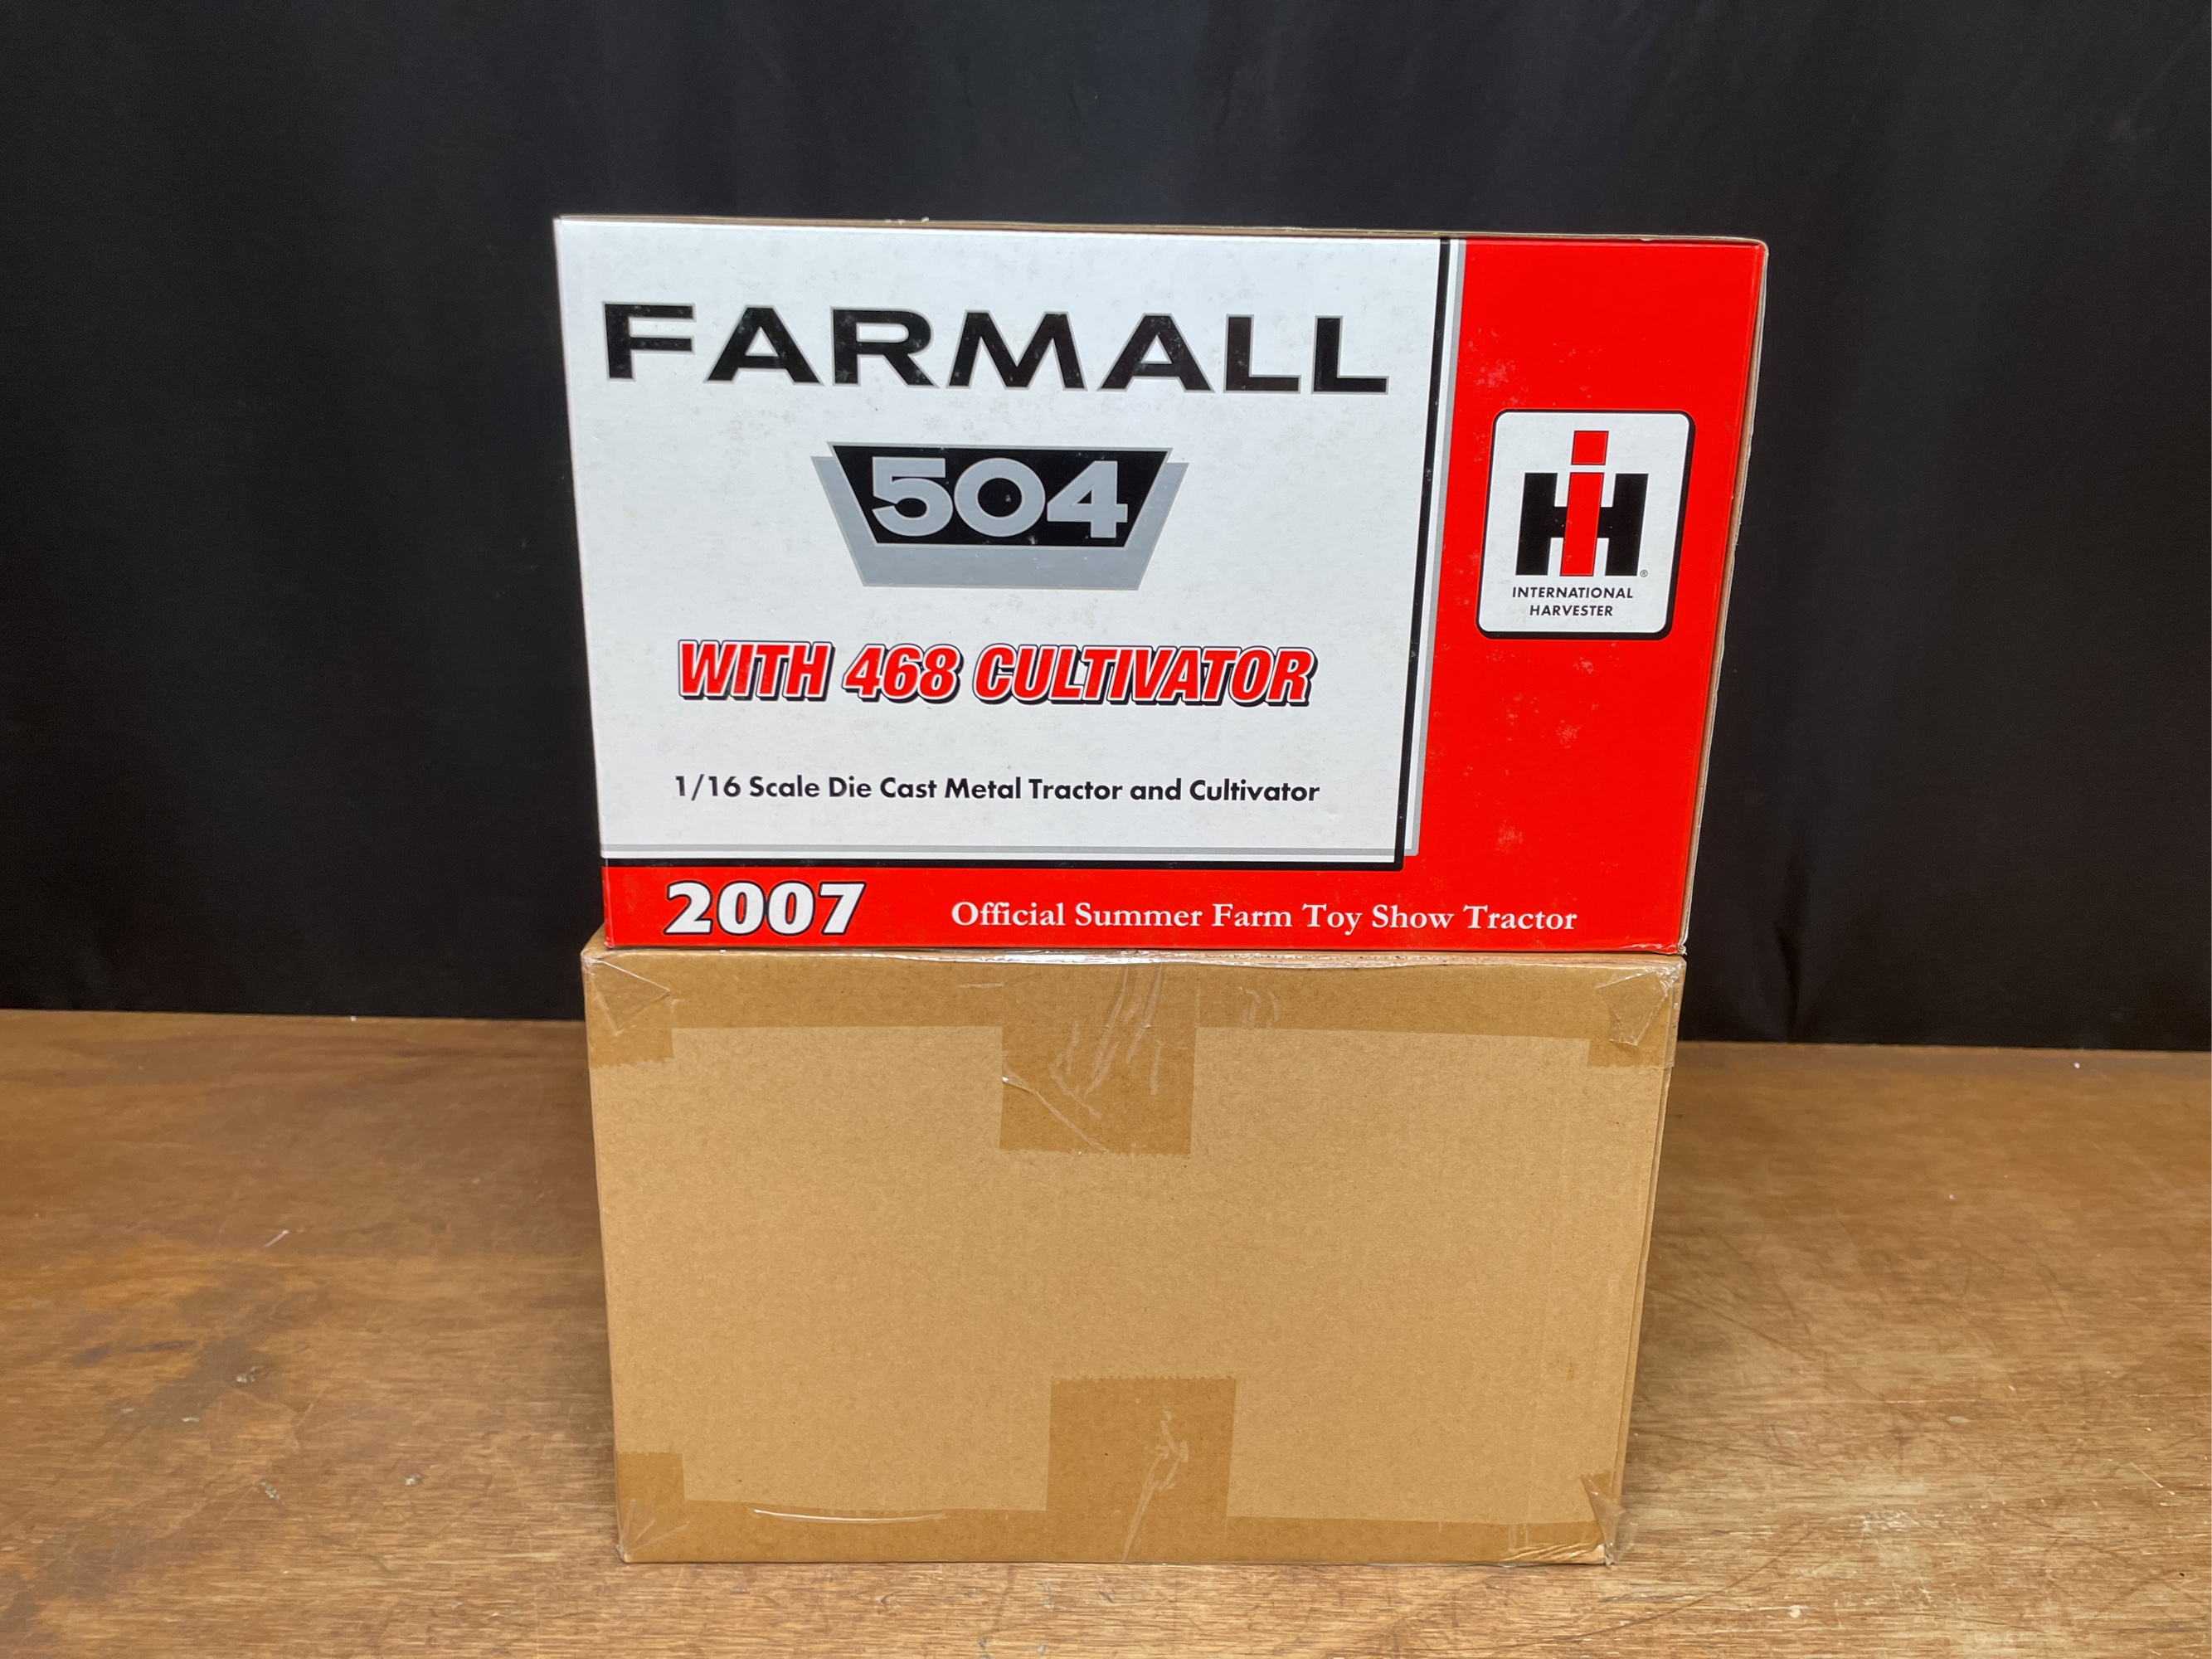 FARMALL
504
WITH 468 CULTIVATOR
1/16 Scale Die Cast Metal Tractor and Cultivator
2007 Official Summer Farm Toy Show Tractor
IH
®
INTERNATIONAL
HARVESTER